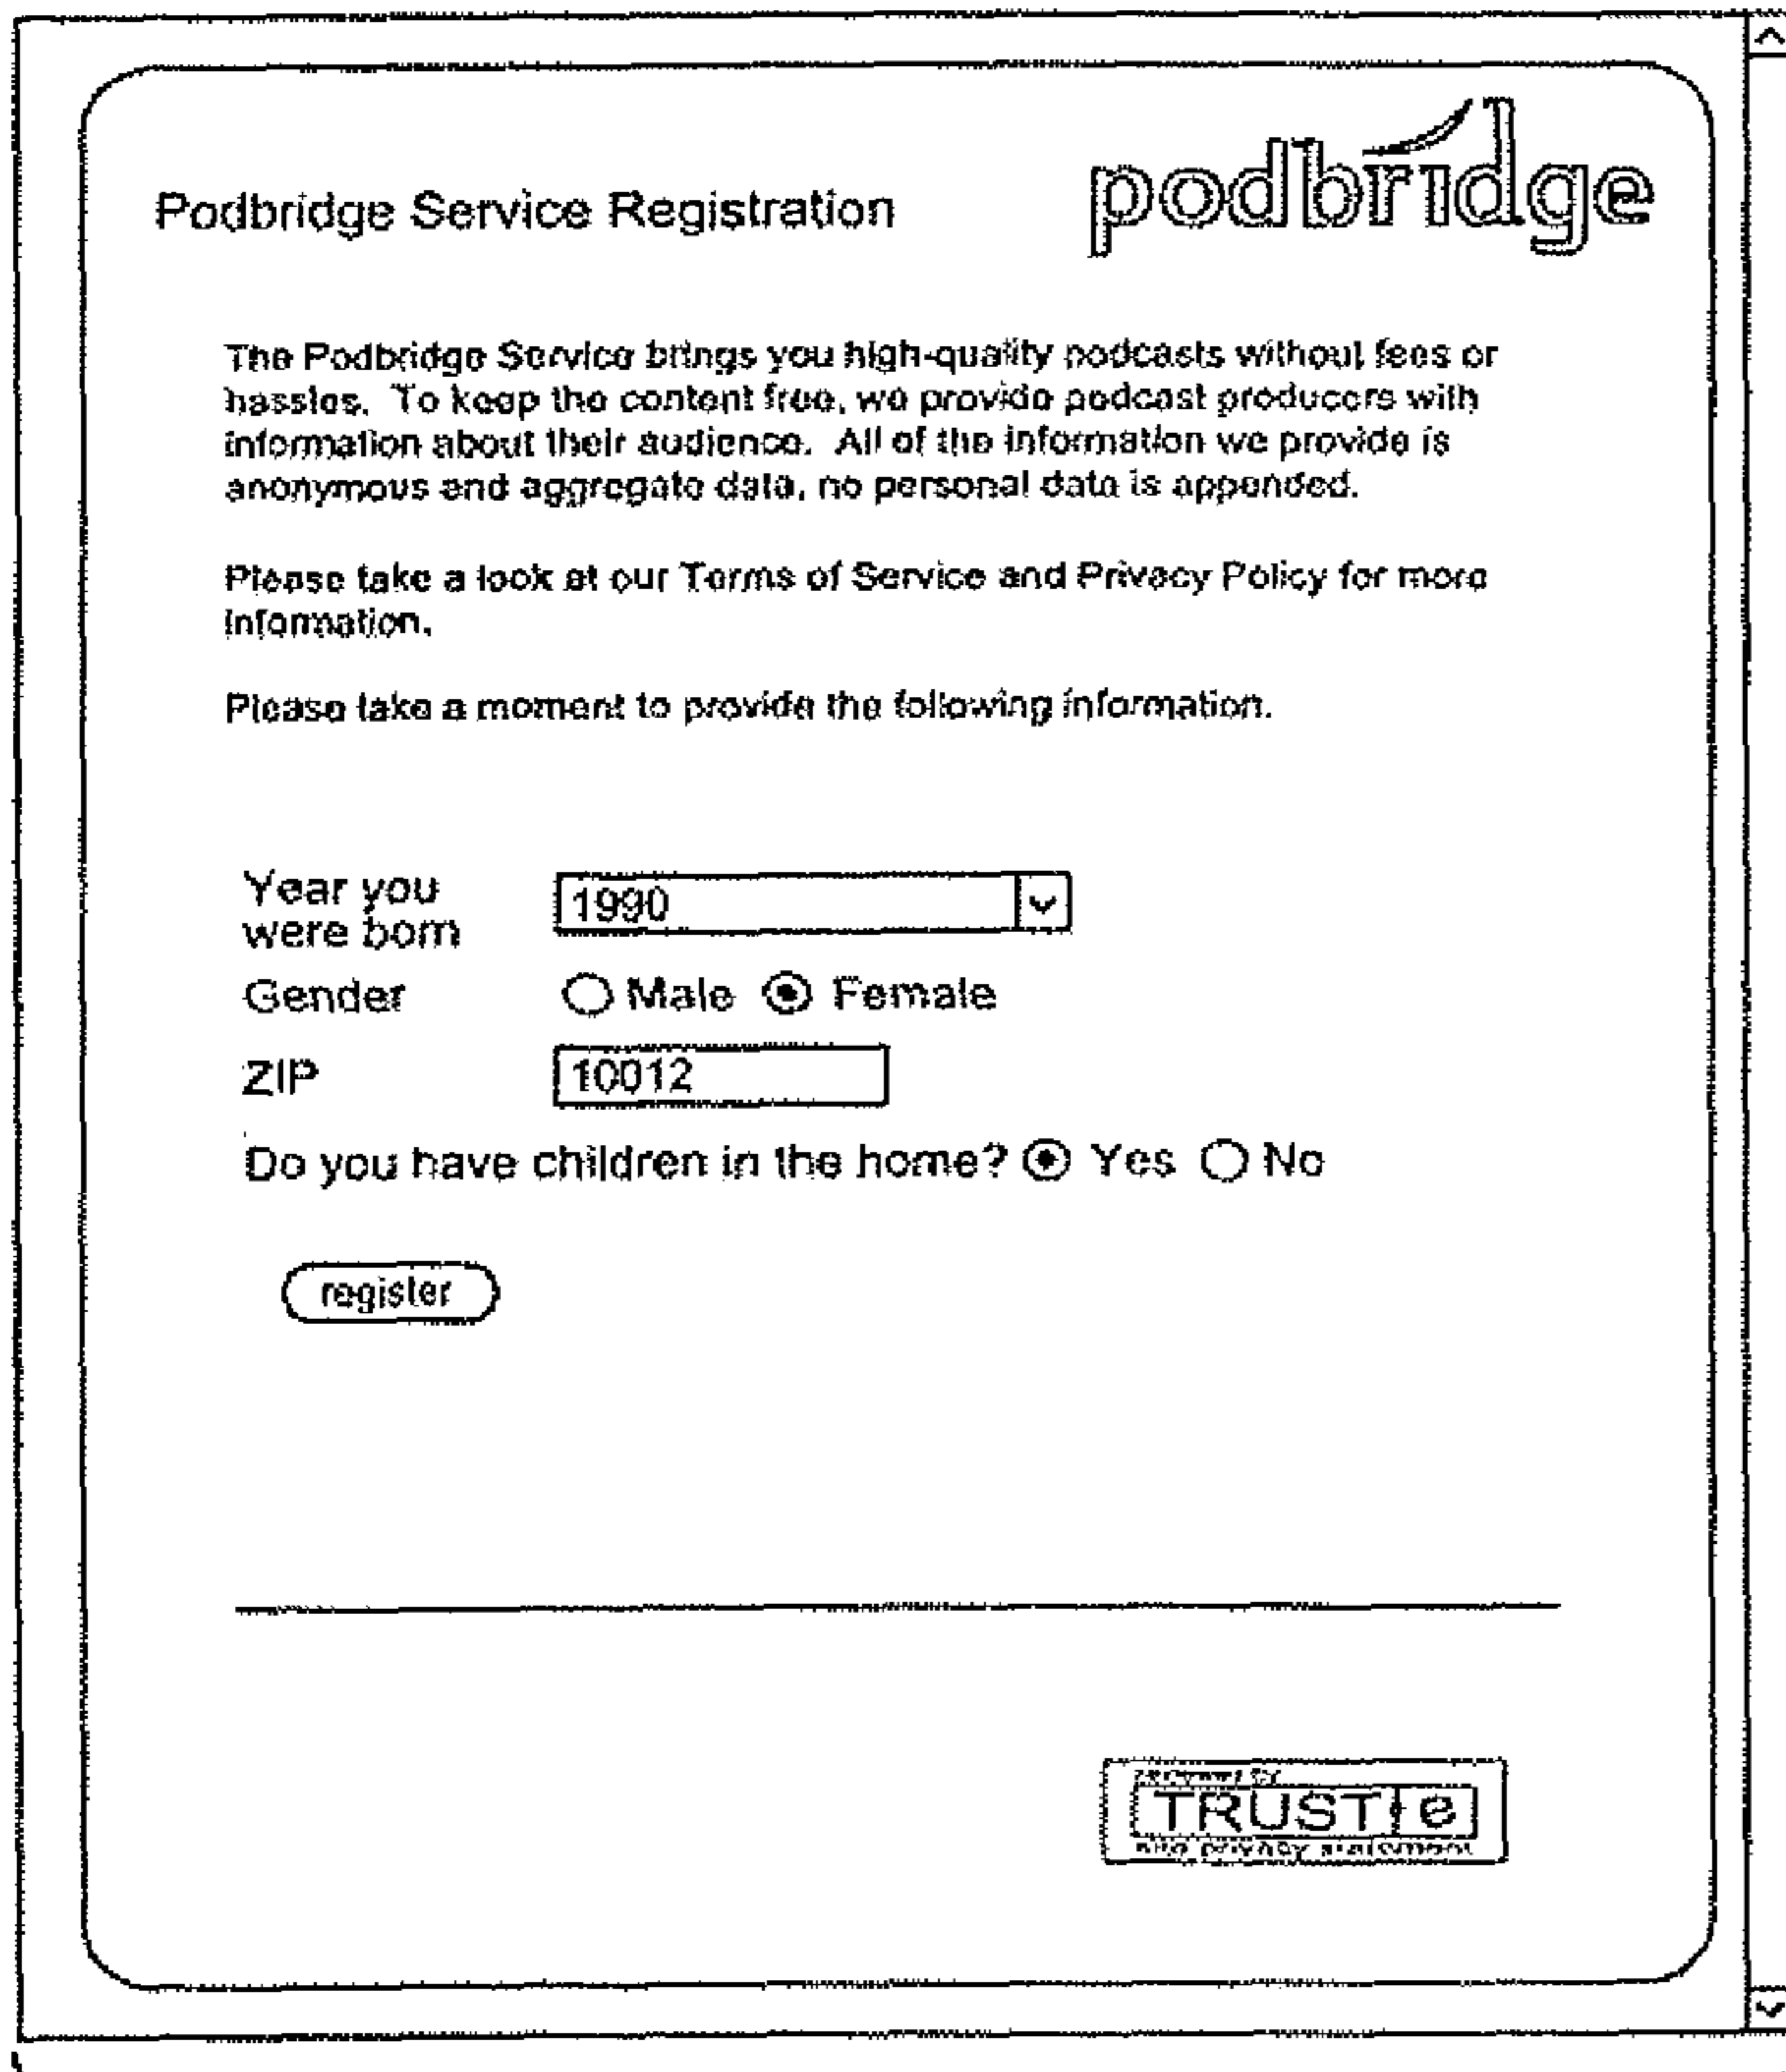 podbridge
Podbridge Service Registration
The Podbridge Service brings you high-quality podcasts without fees or
hassles. To keep the content free, we provide podcast producers with
information about their audience. All of the information we provide is
anonymous and aggregate data, no personal data is appended.
Please take a look at our Terms of Service and Privacy Policy for more
information.
Please take a moment to provide the following information.
Year you
were born
1990
Gender Male Female
ZIP 10012
Do you have children in the home? Yes No
register
TRUSTe
site privacy statement